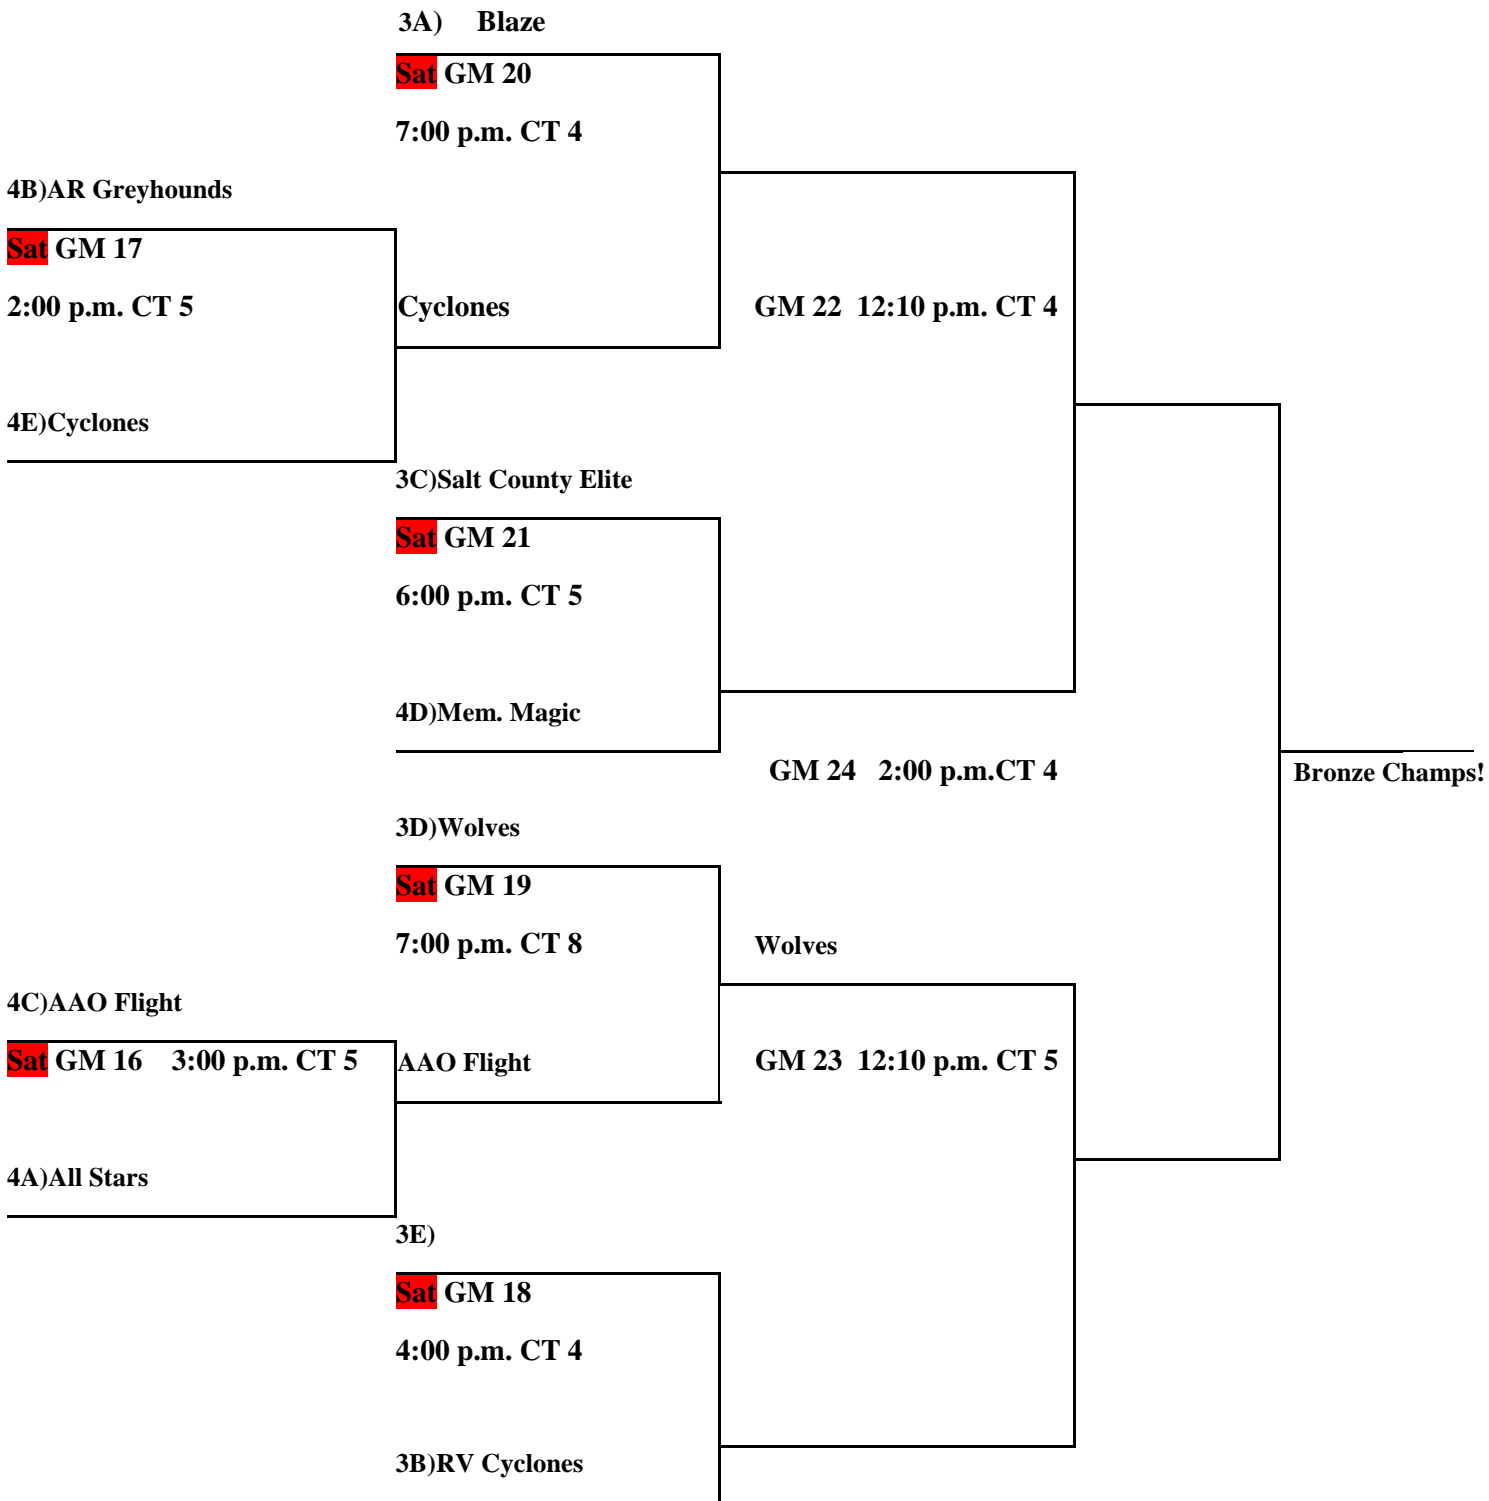 3A) Blaze
Sat GM 20
7:00 p.m. CT 4
4B)AR Greyhounds
Sat GM 17
2:00 p.m. CT 5
Cyclones
GM 22 12:10 p.m. CT 4
4E)Cyclones
3C)Salt County Elite
Sat GM 21
6:00 p.m. CT 5
4D)Mem. Magic
GM 24 2:00 p.m.CT 4
Bronze Champs!
3D)Wolves
Sat GM 19
7:00 p.m. CT 8
Wolves
4C)AAO Flight
Sat GM 16 3:00 p.m. CT 5
AAO Flight
GM 23 12:10 p.m. CT 5
4A)All Stars
3E)
Sat GM 18
4:00 p.m. CT 4
3B)RV Cyclones